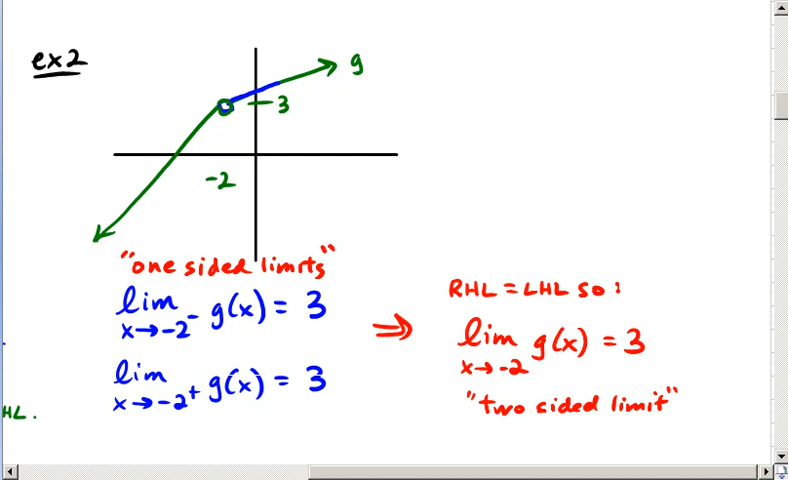 ex2
g
3
-2
"one sided limits"
lim g(x) = 3
x→-2⁻
lim g(x) = 3
x→-2⁺
RHL = LHL so:
⇒ lim g(x) = 3
x→-2
"two sided limit"
HL.